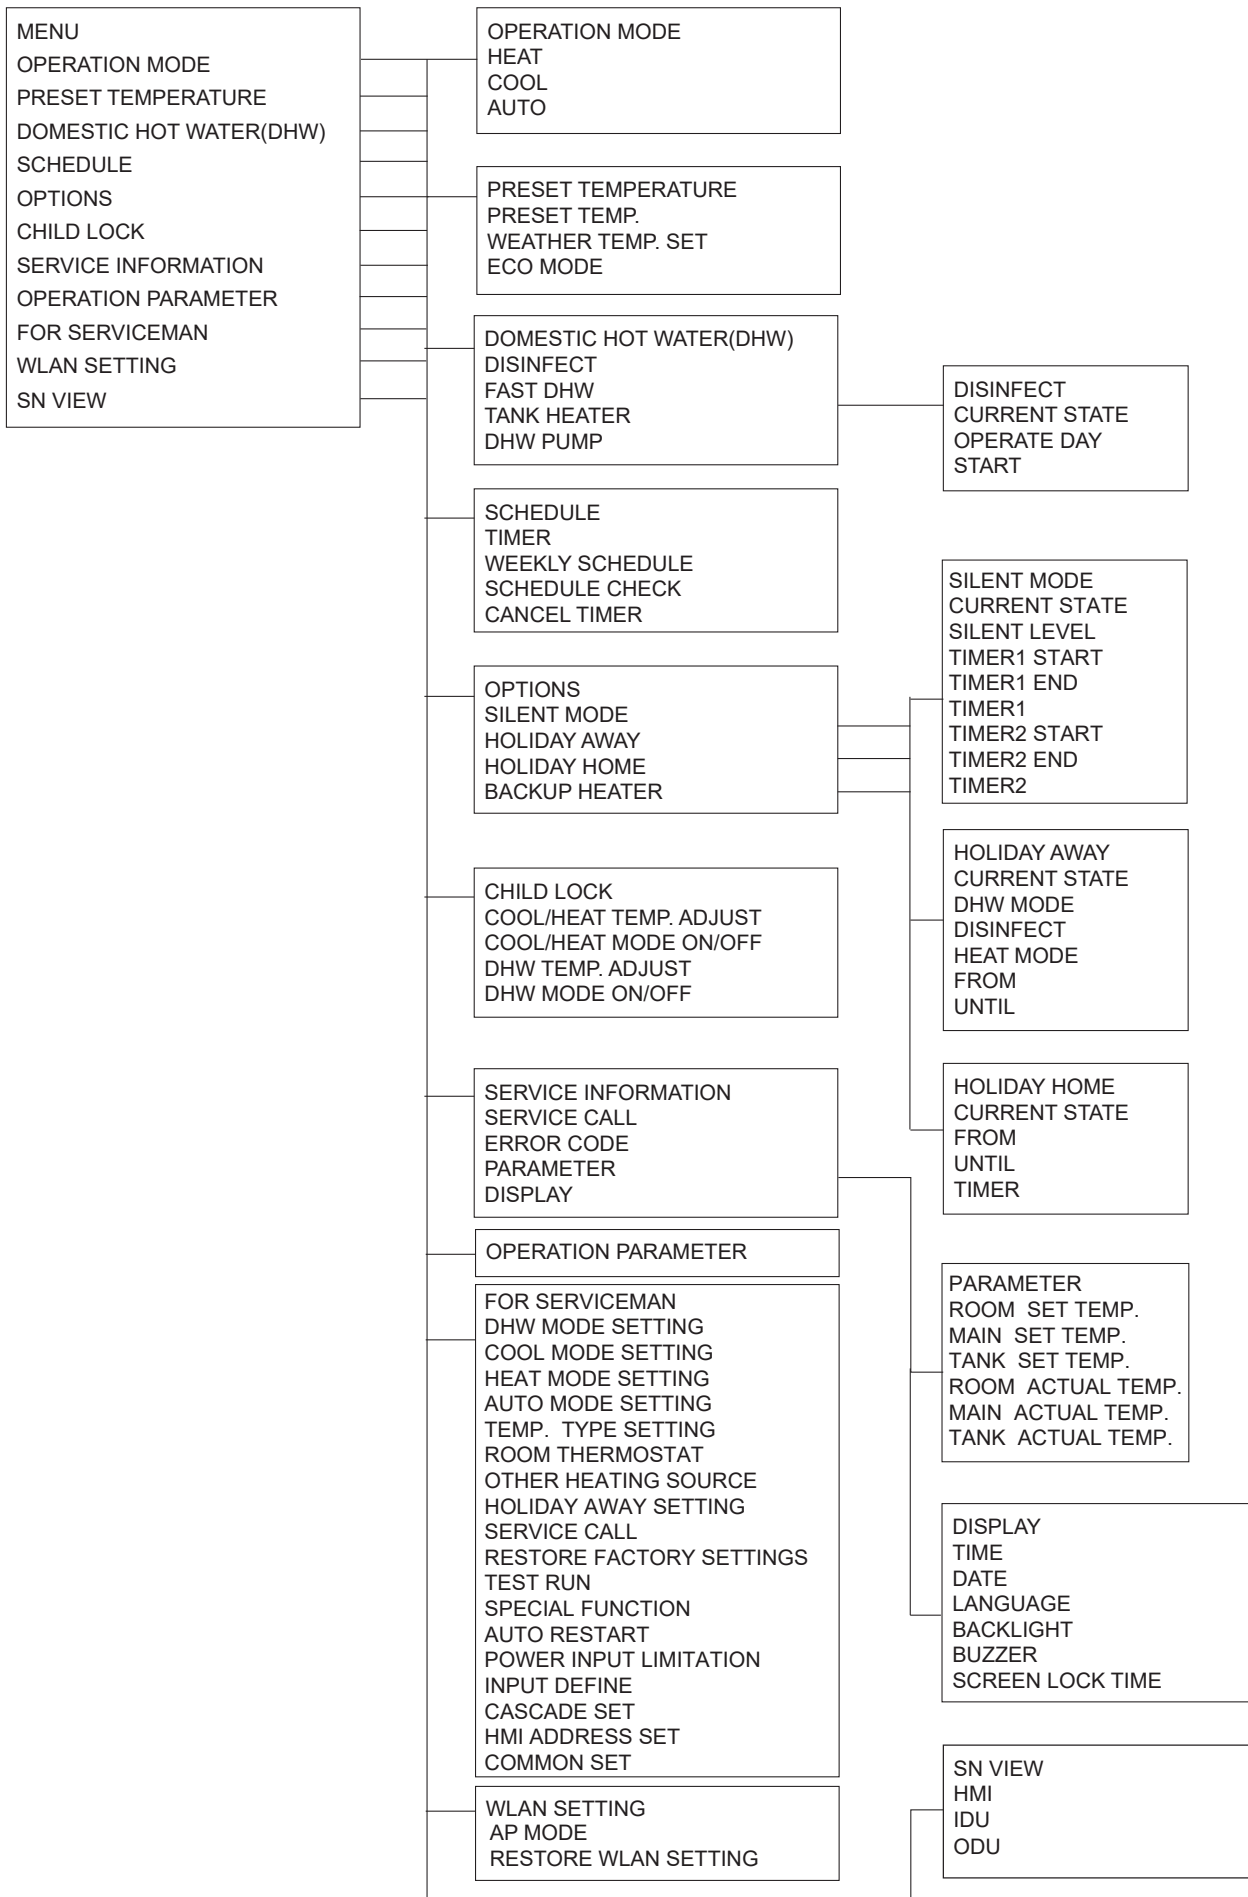 MENU
OPERATION MODE
PRESET TEMPERATURE
DOMESTIC HOT WATER(DHW)
SCHEDULE
OPTIONS
CHILD LOCK
SERVICE INFORMATION
OPERATION PARAMETER
FOR SERVICEMAN
WLAN SETTING
SN VIEW
OPERATION MODE
HEAT
COOL
AUTO
PRESET TEMPERATURE
PRESET TEMP.
WEATHER TEMP. SET
ECO MODE
DOMESTIC HOT WATER(DHW)
DISINFECT
FAST DHW
TANK HEATER
DHW PUMP
DISINFECT
CURRENT STATE
OPERATE DAY
START
SCHEDULE
TIMER
WEEKLY SCHEDULE
SCHEDULE CHECK
CANCEL TIMER
OPTIONS
SILENT MODE
HOLIDAY AWAY
HOLIDAY HOME
BACKUP HEATER
SILENT MODE
CURRENT STATE
SILENT LEVEL
TIMER1 START
TIMER1 END
TIMER1
TIMER2 START
TIMER2 END
TIMER2
HOLIDAY AWAY
CURRENT STATE
DHW MODE
DISINFECT
HEAT MODE
FROM
UNTIL
HOLIDAY HOME
CURRENT STATE
FROM
UNTIL
TIMER
CHILD LOCK
COOL/HEAT TEMP. ADJUST
COOL/HEAT MODE ON/OFF
DHW TEMP. ADJUST
DHW MODE ON/OFF
SERVICE INFORMATION
SERVICE CALL
ERROR CODE
PARAMETER
DISPLAY
PARAMETER
ROOM SET TEMP.
MAIN SET TEMP.
TANK SET TEMP.
ROOM ACTUAL TEMP.
MAIN ACTUAL TEMP.
TANK ACTUAL TEMP.
DISPLAY
TIME
DATE
LANGUAGE
BACKLIGHT
BUZZER
SCREEN LOCK TIME
OPERATION PARAMETER
FOR SERVICEMAN
DHW MODE SETTING
COOL MODE SETTING
HEAT MODE SETTING
AUTO MODE SETTING
TEMP. TYPE SETTING
ROOM THERMOSTAT
OTHER HEATING SOURCE
HOLIDAY AWAY SETTING
SERVICE CALL
RESTORE FACTORY SETTINGS
TEST RUN
SPECIAL FUNCTION
AUTO RESTART
POWER INPUT LIMITATION
INPUT DEFINE
CASCADE SET
HMI ADDRESS SET
COMMON SET
WLAN SETTING
AP MODE
RESTORE WLAN SETTING
SN VIEW
HMI
IDU
ODU